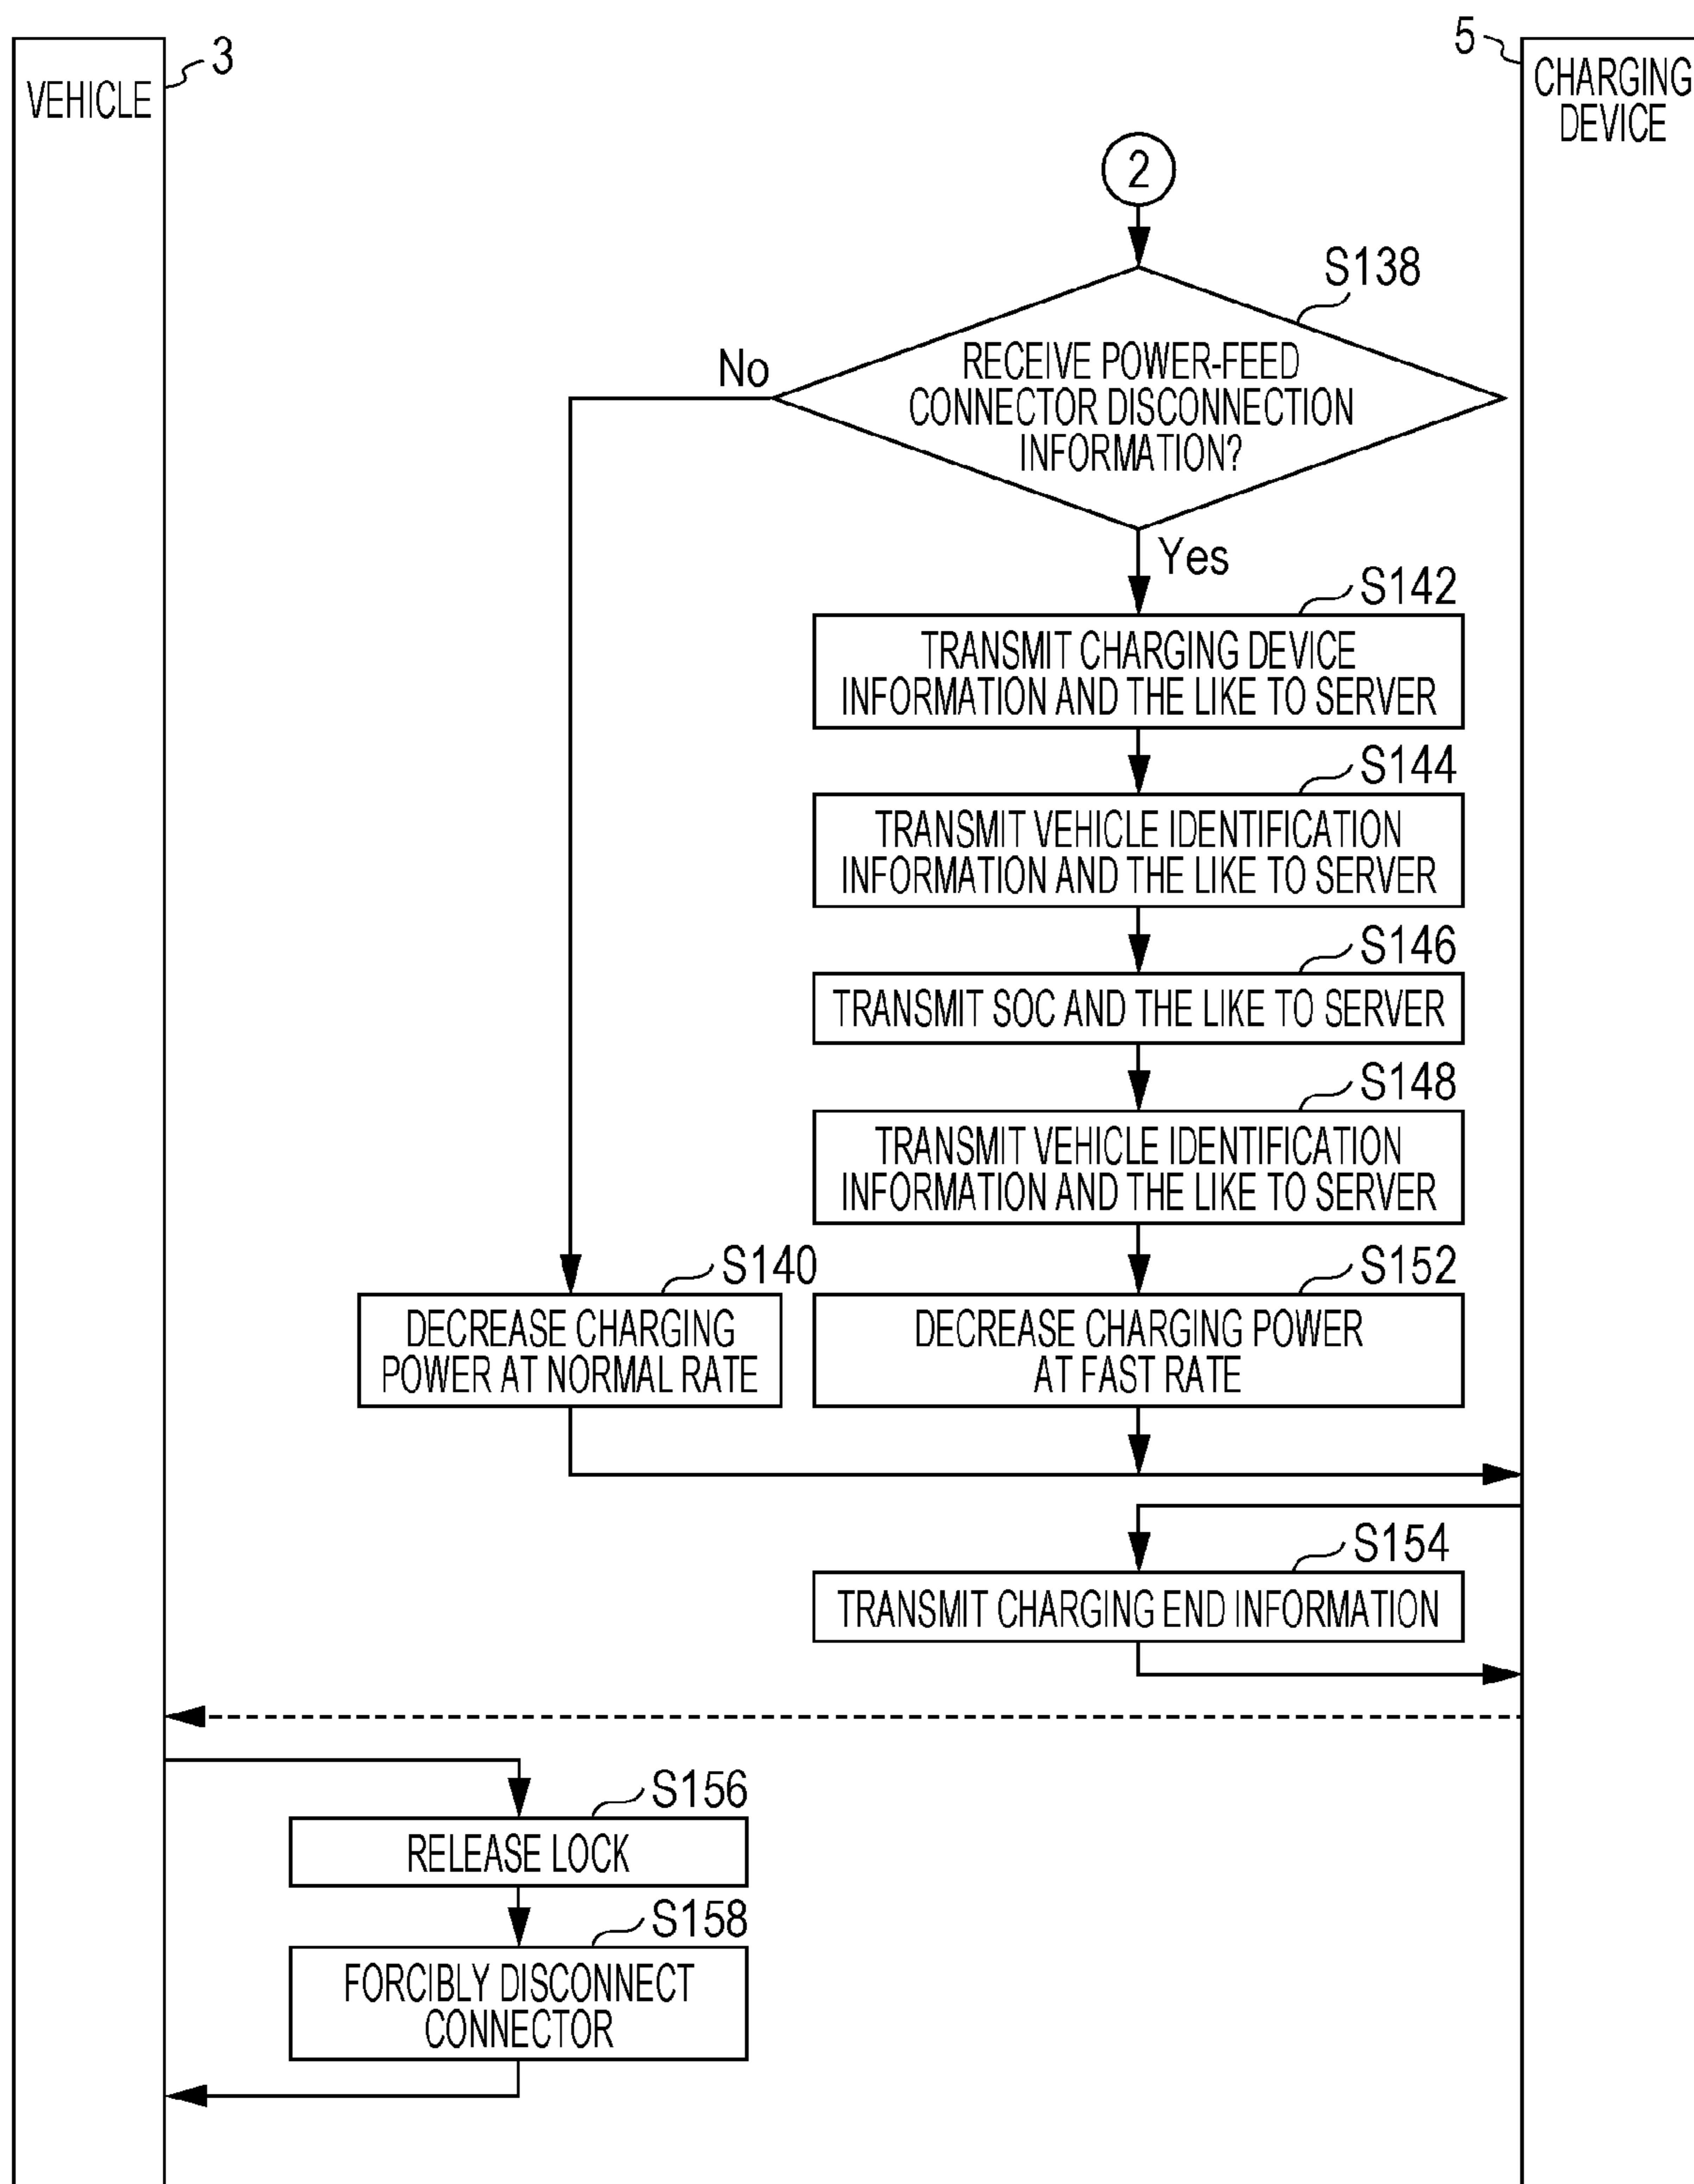 VEHICLE
3
5
CHARGING
DEVICE
2
S138
RECEIVE POWER-FEED
CONNECTOR DISCONNECTION
INFORMATION?
No
Yes
S142
TRANSMIT CHARGING DEVICE
INFORMATION AND THE LIKE TO SERVER
S144
TRANSMIT VEHICLE IDENTIFICATION
INFORMATION AND THE LIKE TO SERVER
S146
TRANSMIT SOC AND THE LIKE TO SERVER
S148
TRANSMIT VEHICLE IDENTIFICATION
INFORMATION AND THE LIKE TO SERVER
S140
DECREASE CHARGING
POWER AT NORMAL RATE
S152
DECREASE CHARGING POWER
AT FAST RATE
S154
TRANSMIT CHARGING END INFORMATION
S156
RELEASE LOCK
S158
FORCIBLY DISCONNECT
CONNECTOR